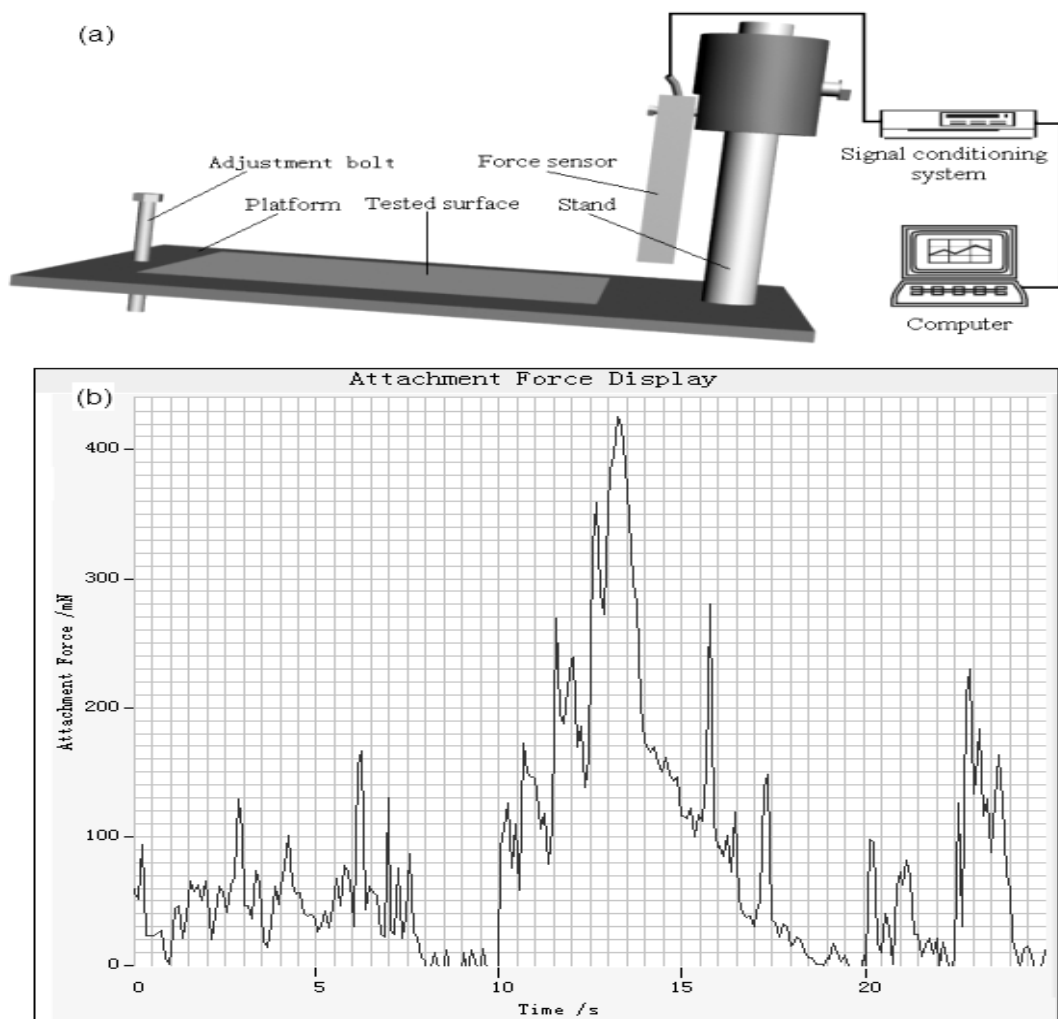 (a)
Adjustment bolt
Force sensor
Signal conditioning
system
Platform
Tested surface
Stand
Computer
Attachment Force Display
(b)
400
300
200
100
0
Attachment Force /mN
0 5 10 15 20
Time /s